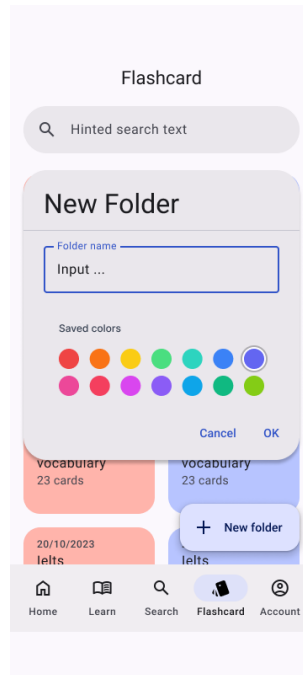 Flashcard
Hinted search text
New Folder
Folder name
Input ...
Saved colors
Cancel OK
vocabulary vocabulary
23 cards 23 cards
+ New folder
20/10/2023
Ielts Ielts
Home Learn Search Flashcard Account